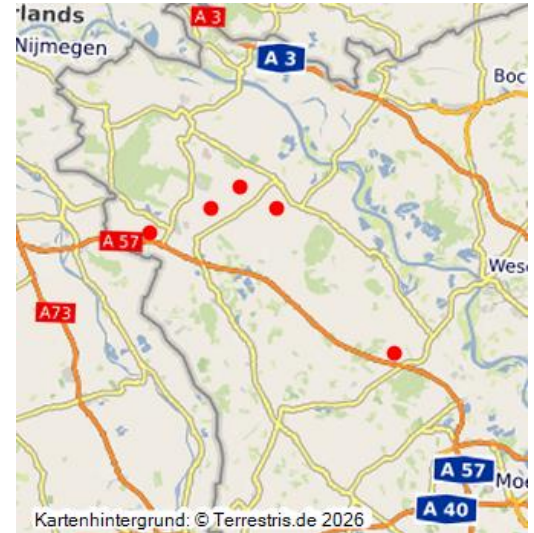 rlands
A 3
Nijmegen
A 3
Boc
A 57
Wese
A73
A 57
Moe
A 40
Kartenhintergrund: © Terrestris.de 2026